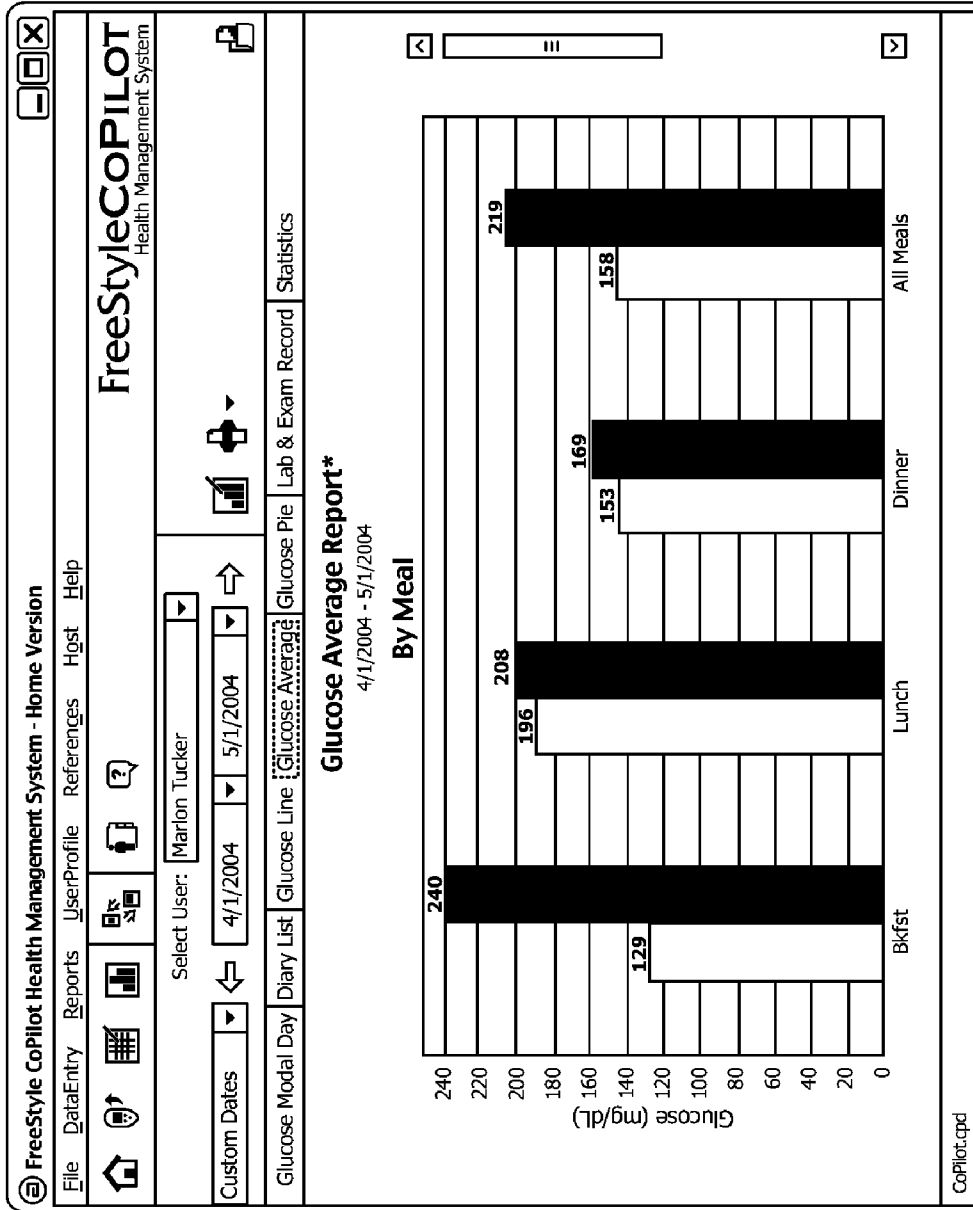 FreeStyle CoPilot Health Management System - Home Version
File DataEntry Reports UserProfile References Host Help
FreeStyleCOPILOT
Health Management System
Select User: Marlon Tucker
Custom Dates 4/1/2004 5/1/2004
Glucose Modal Day Diary List Glucose Line Glucose Average Glucose Pie Lab & Exam Record Statistics
Glucose Average Report*
4/1/2004 - 5/1/2004
By Meal
Glucose (mg/dL)
240
220
200
180
160
140
120
100
80
60
40
20
0
129 240
196 208
153 169
158 219
Bkfst Lunch Dinner All Meals
CoPilot.cpd